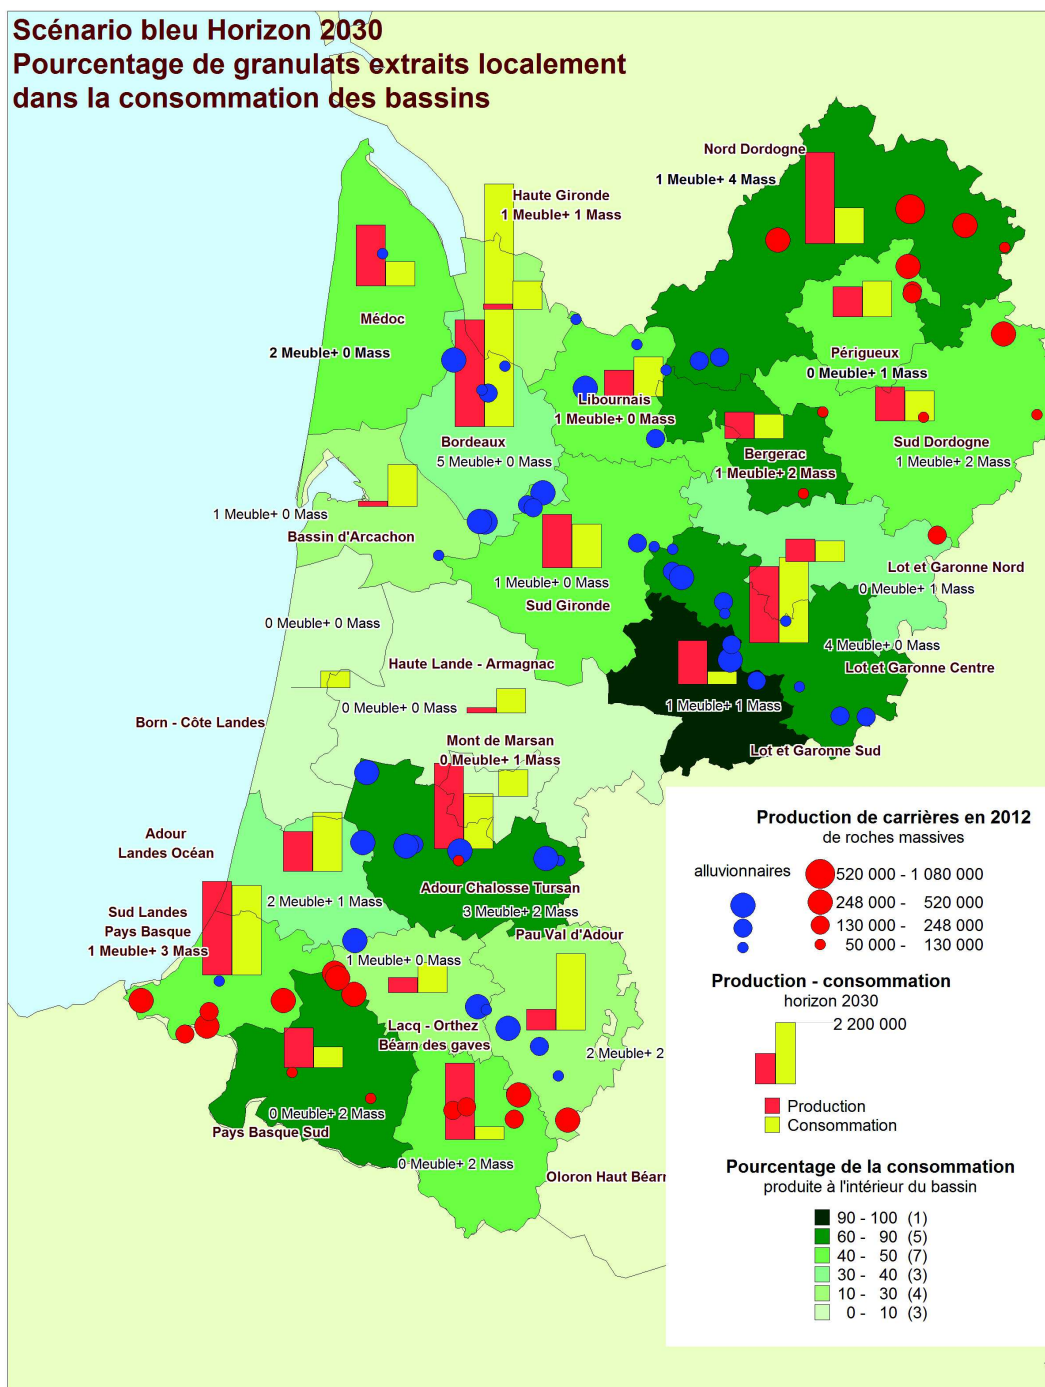 Scénario bleu Horizon 2030
Pourcentage de granulats extraits localement
dans la consommation des bassins
Nord Dordogne
1 Meuble+ 4 Mass
Haute Gironde
1 Meuble+ 1 Mass
Médoc
2 Meuble+ 0 Mass
Périgueux
0 Meuble+ 1 Mass
Libournais
1 Meuble+ 0 Mass
Bordeaux
5 Meuble+ 0 Mass
Bergerac
1 Meuble+ 2 Mass
Sud Dordogne
1 Meuble+ 2 Mass
1 Meuble+ 0 Mass
Bassin d'Arcachon
1 Meuble+ 0 Mass
Sud Gironde
Lot et Garonne Nord
0 Meuble+ 1 Mass
0 Meuble+ 0 Mass
4 Meuble+ 0 Mass
Lot et Garonne Centre
Haute Lande - Armagnac
0 Meuble+ 0 Mass
Born - Côte Landes
1 Meuble+ 1 Mass
Lot et Garonne Sud
Mont de Marsan
0 Meuble+ 1 Mass
Adour
Landes Océan
2 Meuble+ 1 Mass
Adour Chalosse Tursan
3 Meuble+ 2 Mass
Sud Landes
Pays Basque
1 Meuble+ 3 Mass
Pau Val d'Adour
1 Meuble+ 0 Mass
Lacq - Orthez
Béarn des gaves
2 Meuble+ 2
0 Meuble+ 2 Mass
Pays Basque Sud
0 Meuble+ 2 Mass
Oloron Haut Béarn
Production de carrières en 2012
de roches massives
alluvionnaires
520 000 - 1 080 000
248 000 - 520 000
130 000 - 248 000
50 000 - 130 000
Production - consommation
horizon 2030
2 200 000
Production
Consommation
Pourcentage de la consommation
produite à l'intérieur du bassin
90 - 100 (1)
60 - 90 (5)
40 - 50 (7)
30 - 40 (3)
10 - 30 (4)
0 - 10 (3)